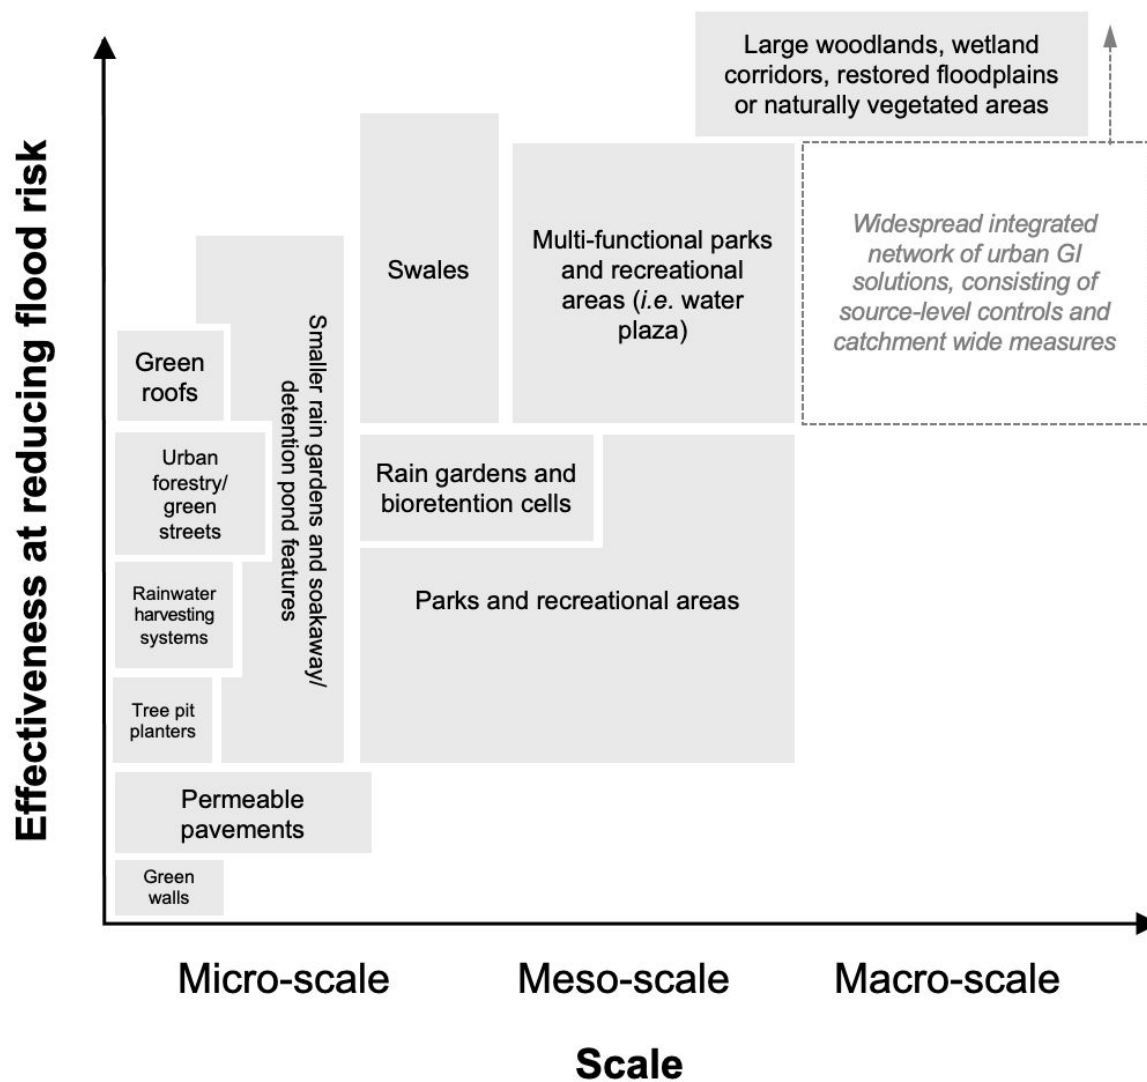 Effectiveness at reducing flood risk
Large woodlands, wetland
corridors, restored floodplains
or naturally vegetated areas
Widespread integrated
network of urban GI
solutions, consisting of
source-level controls and
catchment wide measures
Multi-functional parks
and recreational
areas (i.e. water
plaza)
Swales
Smaller rain gardens and soakaway/
detention pond features
Green
roofs
Urban
forestry/
green
streets
Rain gardens and
bioretention cells
Rainwater
harvesting
systems
Parks and recreational areas
Tree pit
planters
Permeable
pavements
Green
walls
Micro-scale
Meso-scale
Macro-scale
Scale